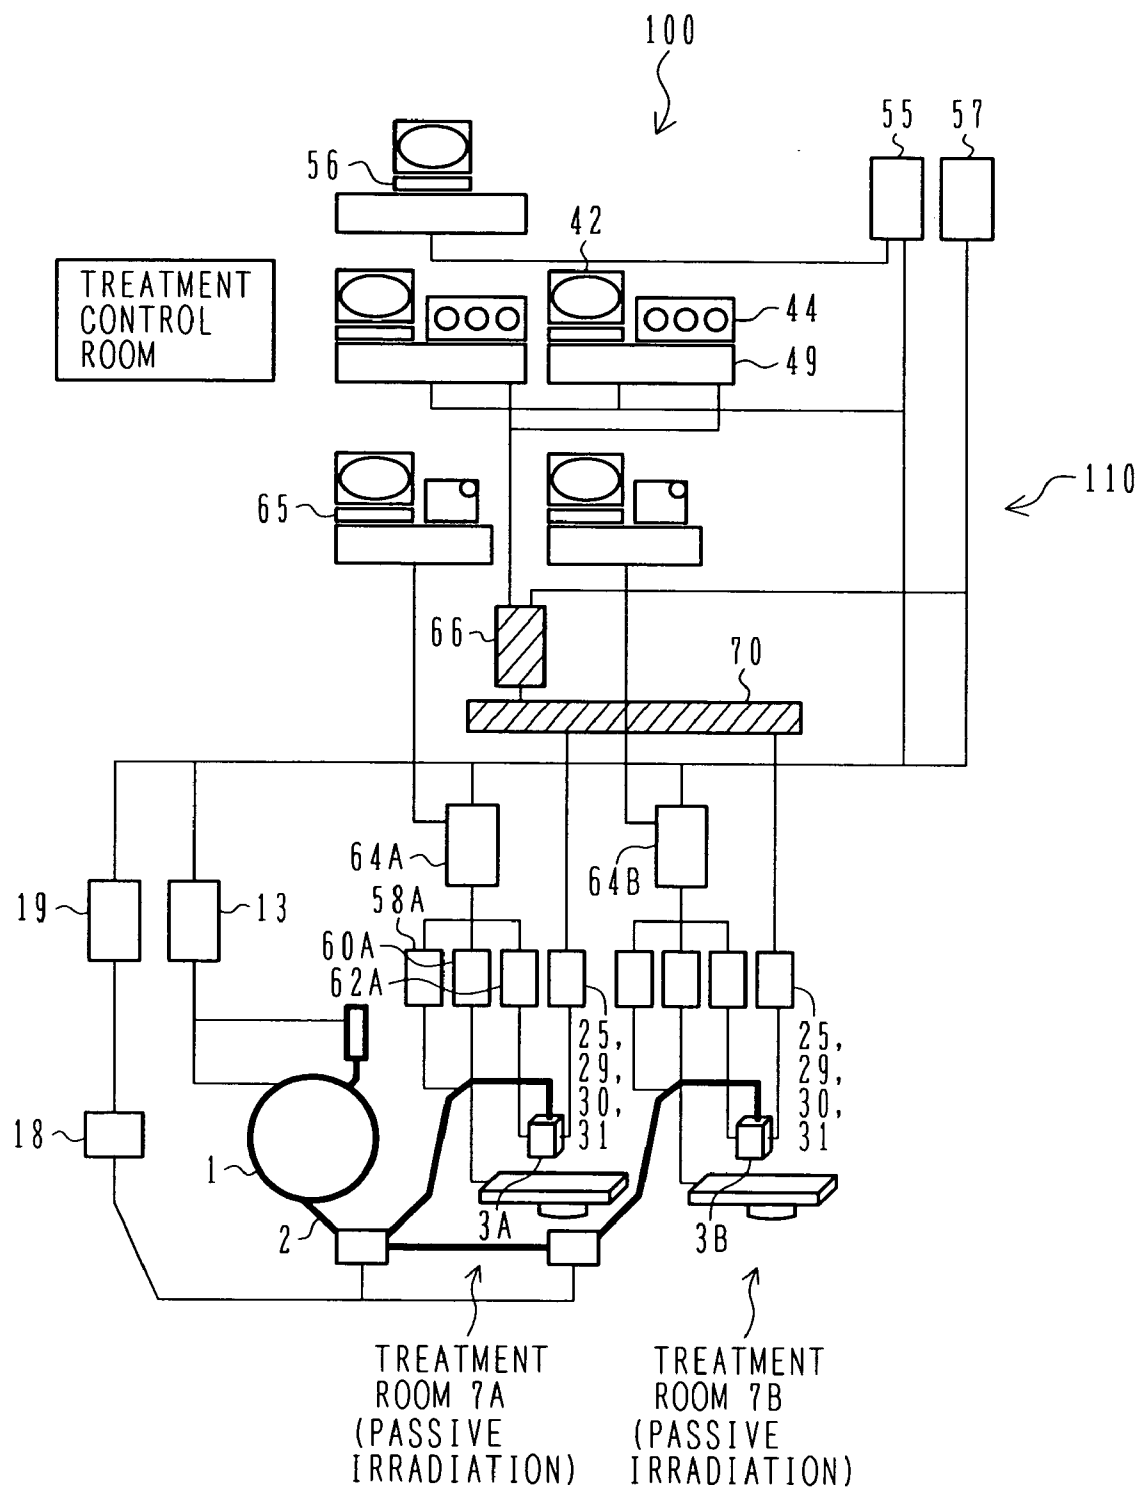 100
55
57
56
42
TREATMENT
CONTROL
ROOM
44
49
65
110
66
70
64A
64B
19
13
58A
60A
62A
25,
29,
30,
31
25,
29,
30,
31
18
1
2
3A
3B
TREATMENT
ROOM 7A
(PASSIVE
IRRADIATION)
TREATMENT
ROOM 7B
(PASSIVE
IRRADIATION)